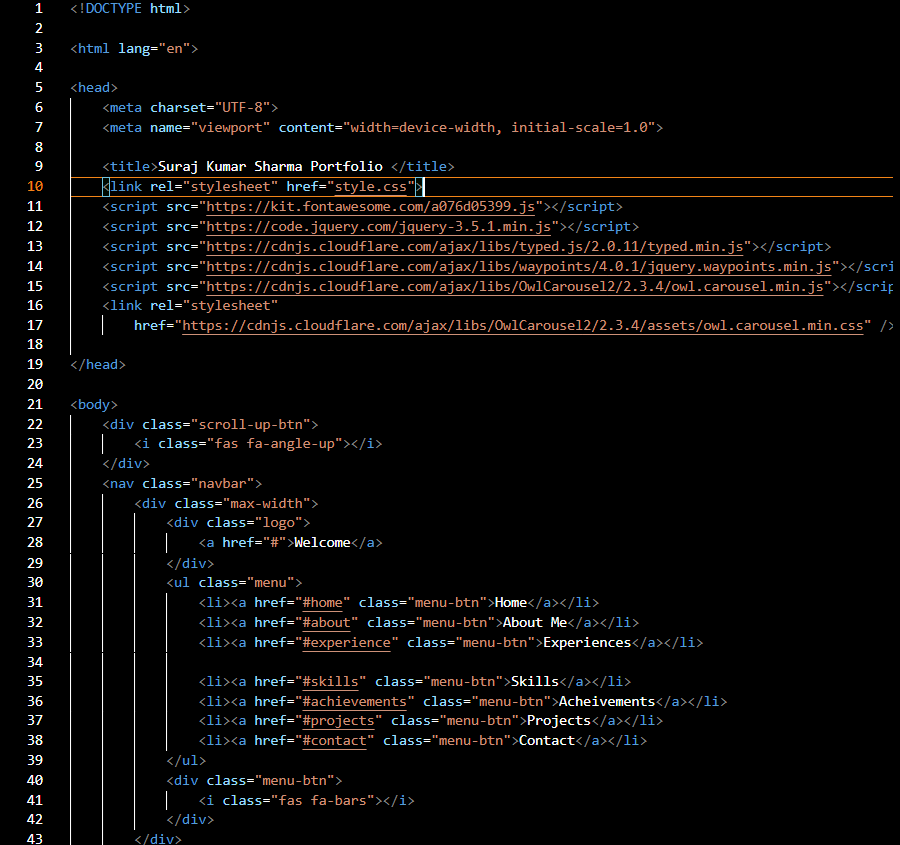 1 <!DOCTYPE html>
2
3 <html lang="en">
4
5 <head>
6 <meta charset="UTF-8">
7 <meta name="viewport" content="width=device-width, initial-scale=1.0">
8
9 <title>Suraj Kumar Sharma Portfolio </title>
10 <link rel="stylesheet" href="style.css">
11 <script src="https://kit.fontawesome.com/a076d05399.js"></script>
12 <script src="https://code.jquery.com/jquery-3.5.1.min.js"></script>
13 <script src="https://cdnjs.cloudflare.com/ajax/libs/typed.js/2.0.11/typed.min.js"></script>
14 <script src="https://cdnjs.cloudflare.com/ajax/libs/waypoints/4.0.1/jquery.waypoints.min.js"></scri
15 <script src="https://cdnjs.cloudflare.com/ajax/libs/OwlCarousel2/2.3.4/owl.carousel.min.js"></scrip
16 <link rel="stylesheet"
17 href="https://cdnjs.cloudflare.com/ajax/libs/OwlCarousel2/2.3.4/assets/owl.carousel.min.css" />
18
19 </head>
20
21 <body>
22 <div class="scroll-up-btn">
23 <i class="fas fa-angle-up"></i>
24 </div>
25 <nav class="navbar">
26 <div class="max-width">
27 <div class="logo">
28 <a href="#">Welcome</a>
29 </div>
30 <ul class="menu">
31 <li><a href="#home" class="menu-btn">Home</a></li>
32 <li><a href="#about" class="menu-btn">About Me</a></li>
33 <li><a href="#experience" class="menu-btn">Experiences</a></li>
34
35 <li><a href="#skills" class="menu-btn">Skills</a></li>
36 <li><a href="#achievements" class="menu-btn">Acheivements</a></li>
37 <li><a href="#projects" class="menu-btn">Projects</a></li>
38 <li><a href="#contact" class="menu-btn">Contact</a></li>
39 </ul>
40 <div class="menu-btn">
41 <i class="fas fa-bars"></i>
42 </div>
43 </div>